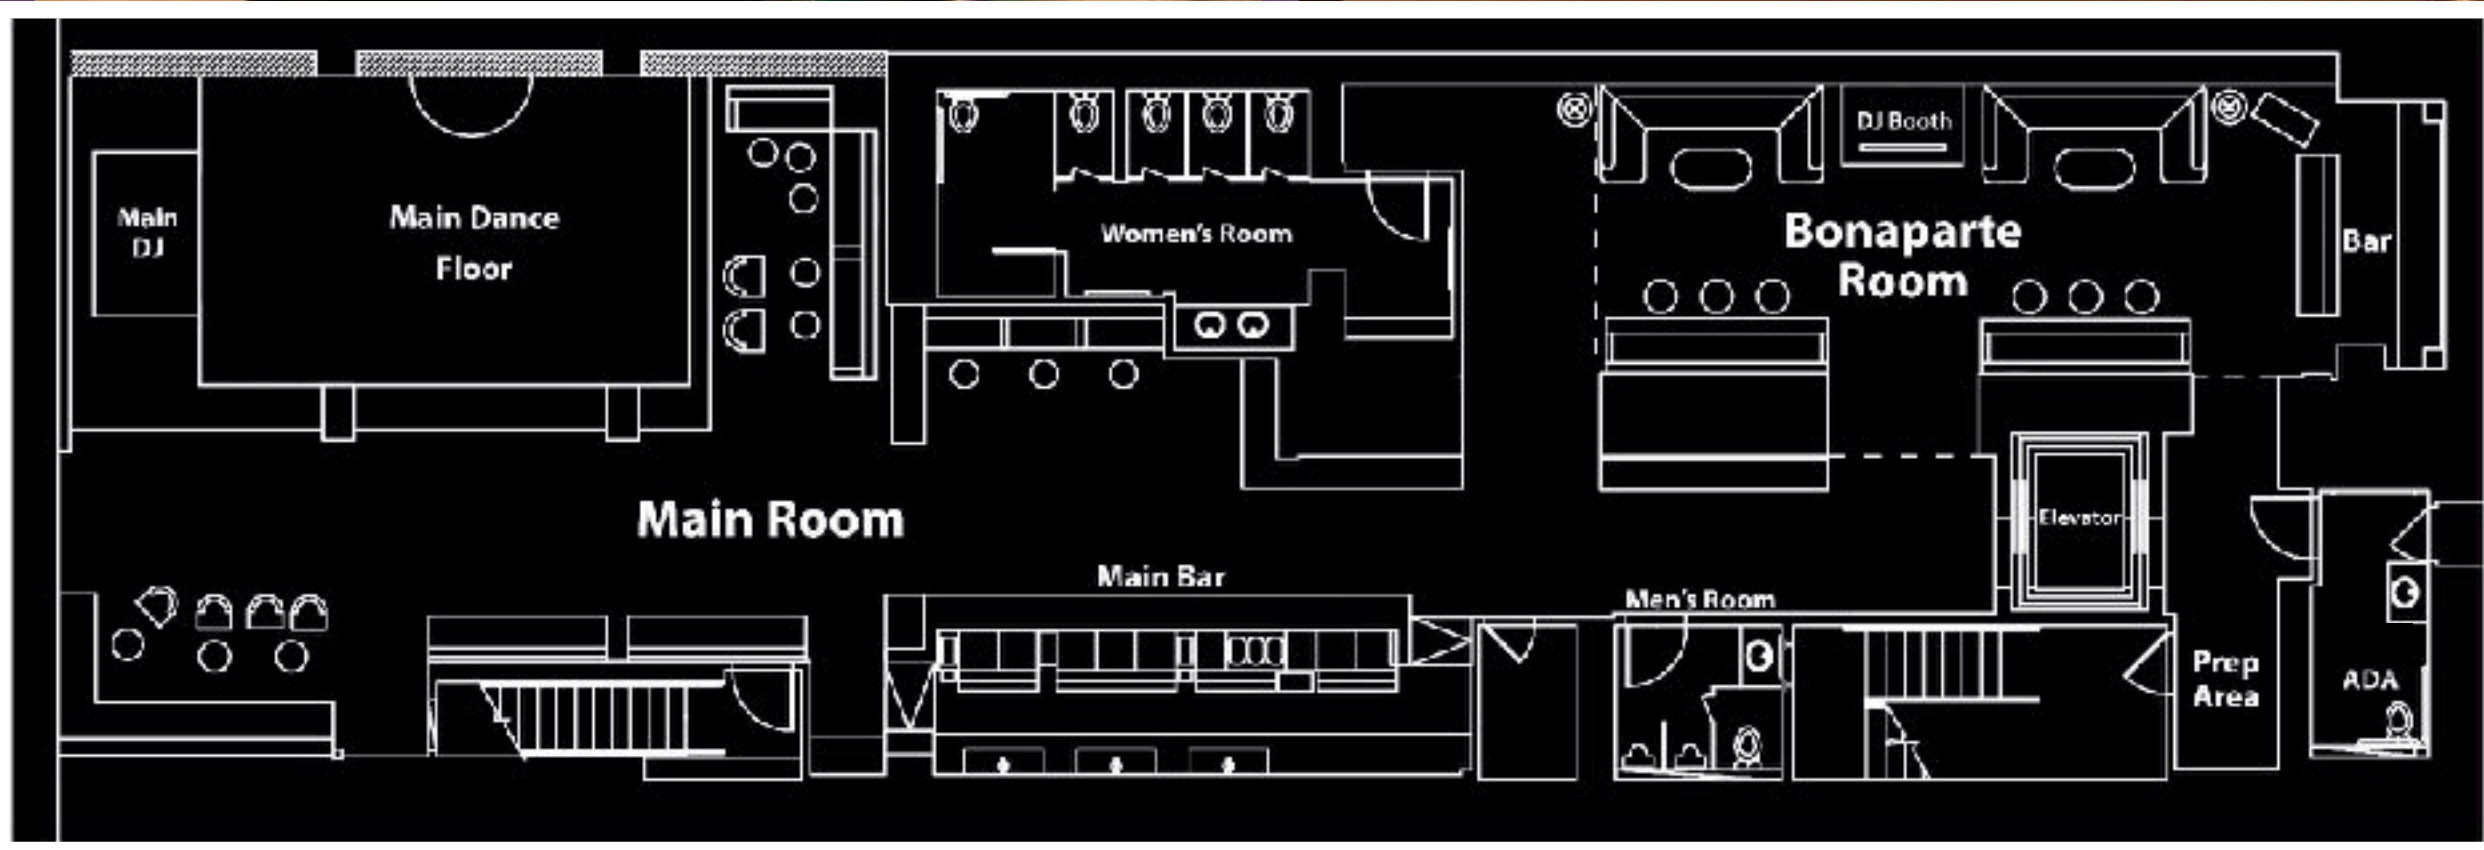 Main
DJ
Main Dance
Floor
Women's Room
DJ Booth
Bonaparte
Room
Bar
Main Room
Main Bar
Men's Room
Elevator
Prep
Area
ADA